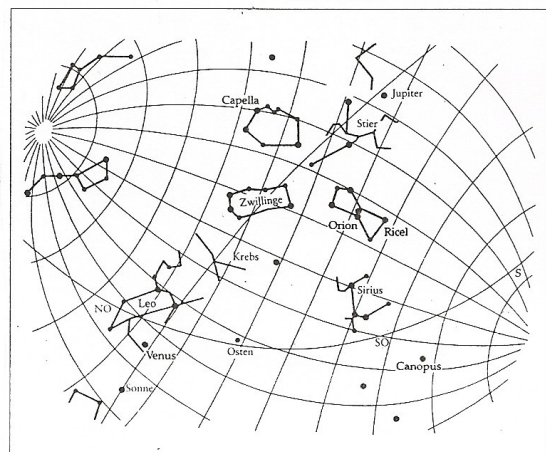 Capella
Jupiter
Stier
Zwillinge
Orion
Ricel
Krebs
S
Sirius
NO
Leo
Venus
Osten
SO
Canopus
Sonne